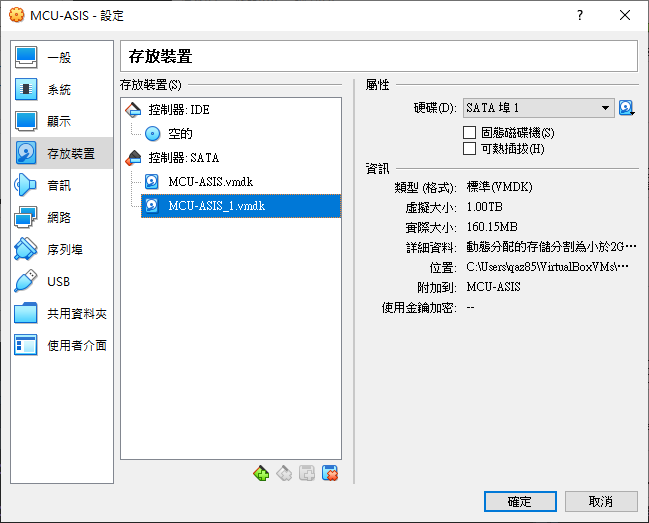 MCU-ASIS - 設定
?
一般
系統
顯示
存放裝置
音訊
網路
序列埠
USB
共用資料夾
使用者介面
存放裝置
存放裝置(S)
控制器: IDE
空的
控制器: SATA
MCU-ASIS.vmdk
MCU-ASIS_1.vmdk
屬性
硬碟(D): SATA 埠 1
固態磁碟機(S)
可熱插拔(H)
資訊
類型 (格式): 標準(VMDK)
虛擬大小: 1.00TB
實際大小: 160.15MB
詳細資料: 動態分配的存儲分割為小於2G⋯
位置: C:\Users\qaz85\VirtualBoxVMs\⋯
附加到: MCU-ASIS
使用金鑰加密: --
確定
取消